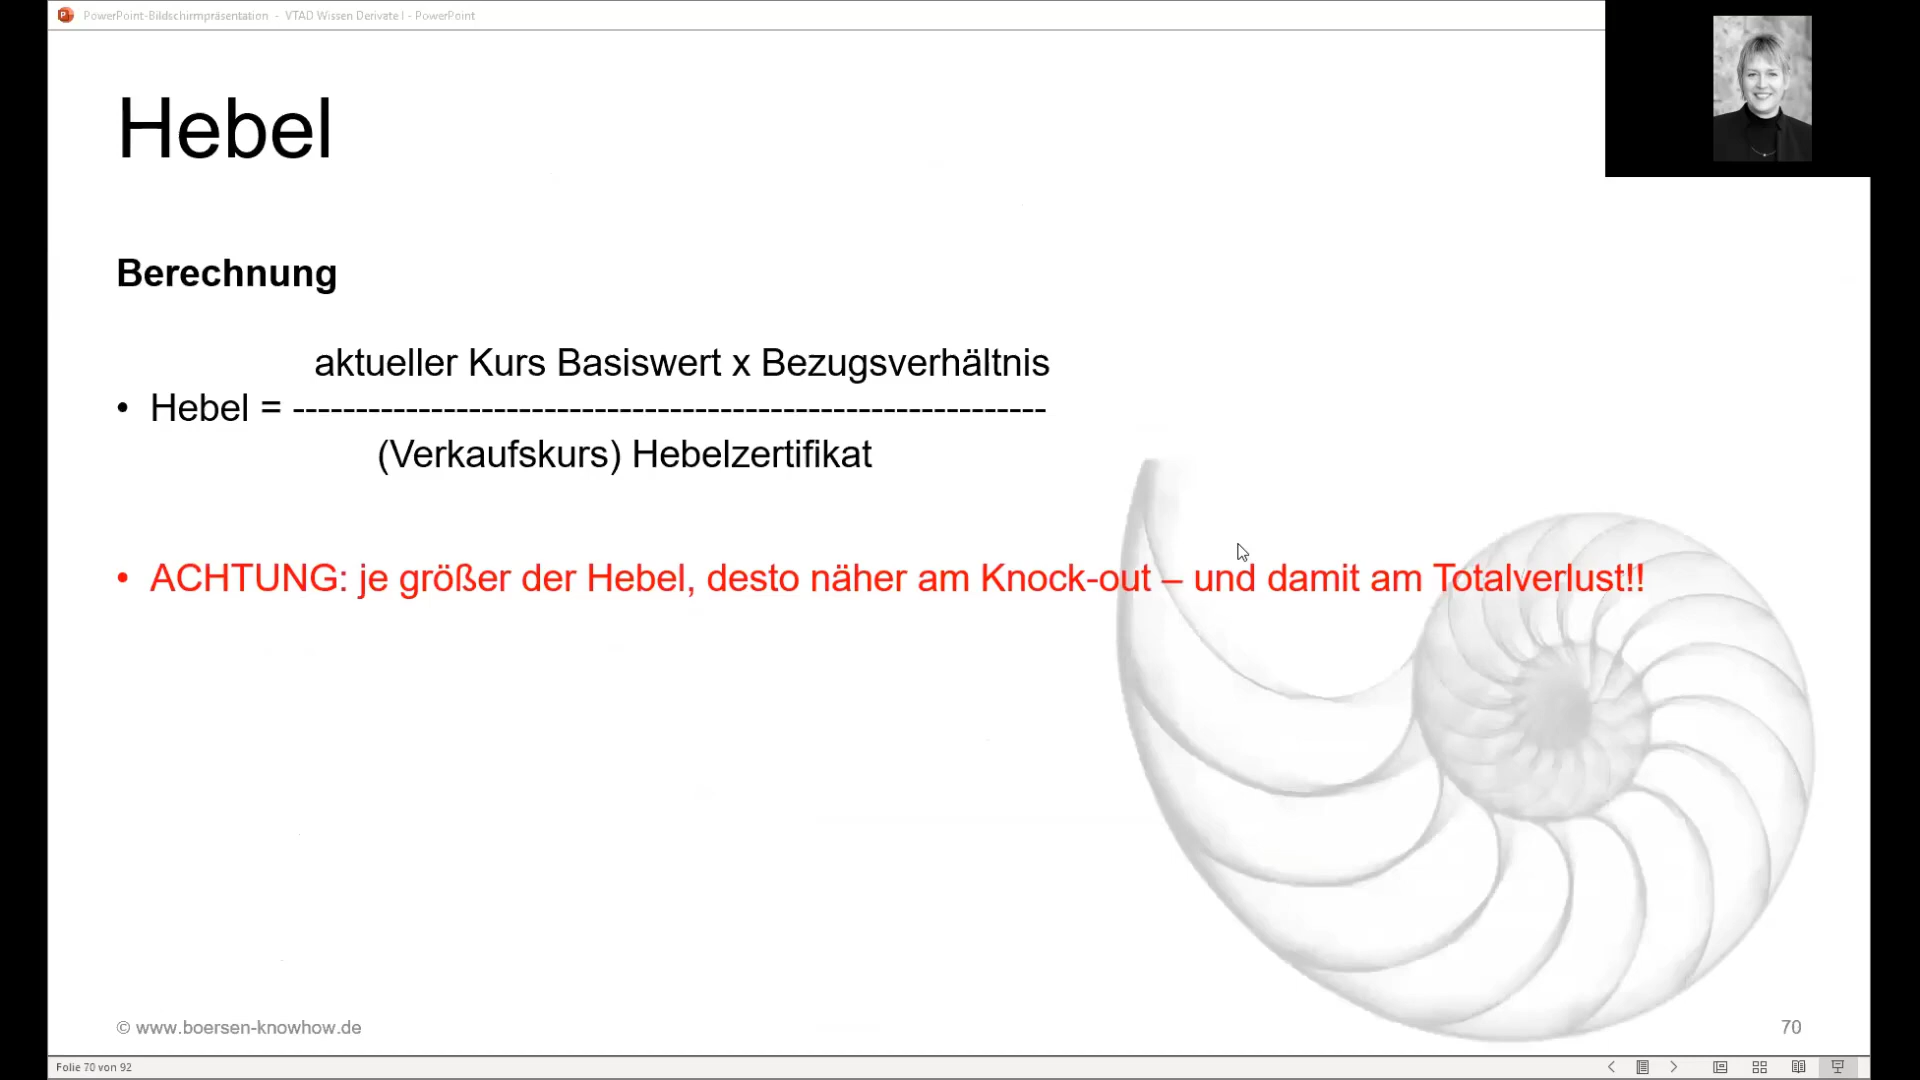 PowerPoint-Bildschirmpräsentation - VTAD Wissen Derivate I - PowerPoint
Hebel
Berechnung
aktueller Kurs Basiswert x Bezugsverhältnis
• Hebel = ------------------------------------------------------------
(Verkaufskurs) Hebelzertifikat
• ACHTUNG: je größer der Hebel, desto näher am Knock-out – und damit am Totalverlust!!
© www.boersen-knowhow.de
70
Folie 70 von 92